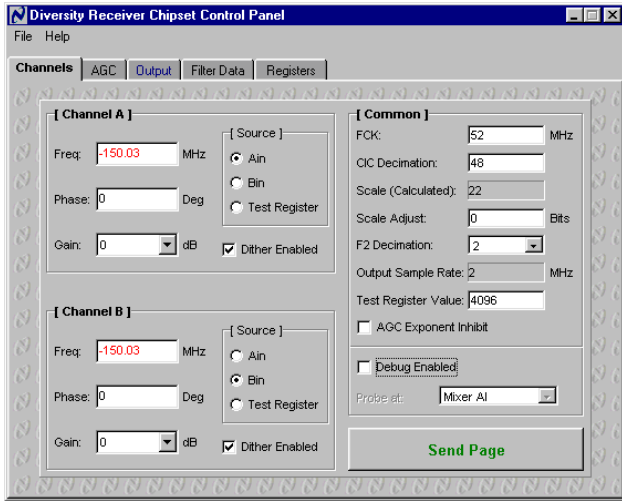 Diversity Receiver Chipset Control Panel
File Help
Channels AGC Output Filter Data Registers
[ Channel A ]
Freq: -150.03 MHz
Phase: 0 Deg
Gain: 0 dB
[ Source ]
Ain
Bin
Test Register
Dither Enabled
[ Channel B ]
Freq: -150.03 MHz
Phase: 0 Deg
Gain: 0 dB
[ Source ]
Ain
Bin
Test Register
Dither Enabled
[ Common ]
FCK: 52 MHz
CIC Decimation: 48
Scale (Calculated): 22
Scale Adjust: 0 Bits
F2 Decimation: 2
Output Sample Rate: 2 MHz
Test Register Value: 4096
AGC Exponent Inhibit
Debug Enabled
Probe at: Mixer AI
Send Page